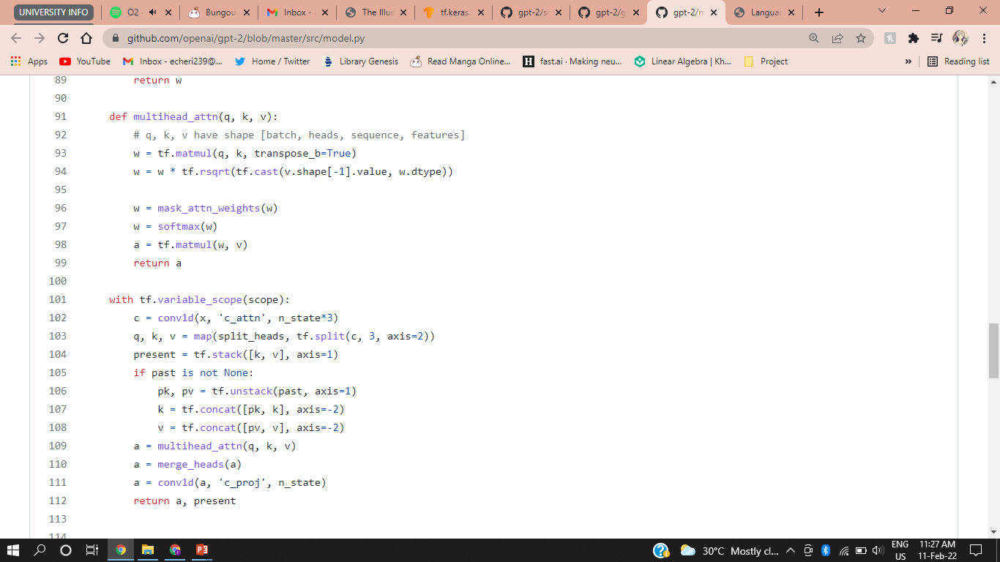 UNIVERSITY INFO
O2 -
Bungou
Inbox -
The Illus
tf.keras.
gpt-2/s
gpt-2/g
gpt-2/m
Langua
github.com/openai/gpt-2/blob/master/src/model.py
Apps YouTube Inbox - echeri239@... Home / Twitter Library Genesis Read Manga Online... H fast.ai · Making neu... Linear Algebra | Kh... Project » Reading list
89 return w
90
91 def multihead_attn(q, k, v):
92 # q, k, v have shape [batch, heads, sequence, features]
93 w = tf.matmul(q, k, transpose_b=True)
94 w = w * tf.rsqrt(tf.cast(v.shape[-1].value, w.dtype))
95
96 w = mask_attn_weights(w)
97 w = softmax(w)
98 a = tf.matmul(w, v)
99 return a
100
101 with tf.variable_scope(scope):
102 c = conv1d(x, 'c_attn', n_state*3)
103 q, k, v = map(split_heads, tf.split(c, 3, axis=2))
104 present = tf.stack([k, v], axis=1)
105 if past is not None:
106 pk, pv = tf.unstack(past, axis=1)
107 k = tf.concat([pk, k], axis=-2)
108 v = tf.concat([pv, v], axis=-2)
109 a = multihead_attn(q, k, v)
110 a = merge_heads(a)
111 a = conv1d(a, 'c_proj', n_state)
112 return a, present
113
114
30°C Mostly cl...
ENG
US
11:27 AM
11-Feb-22